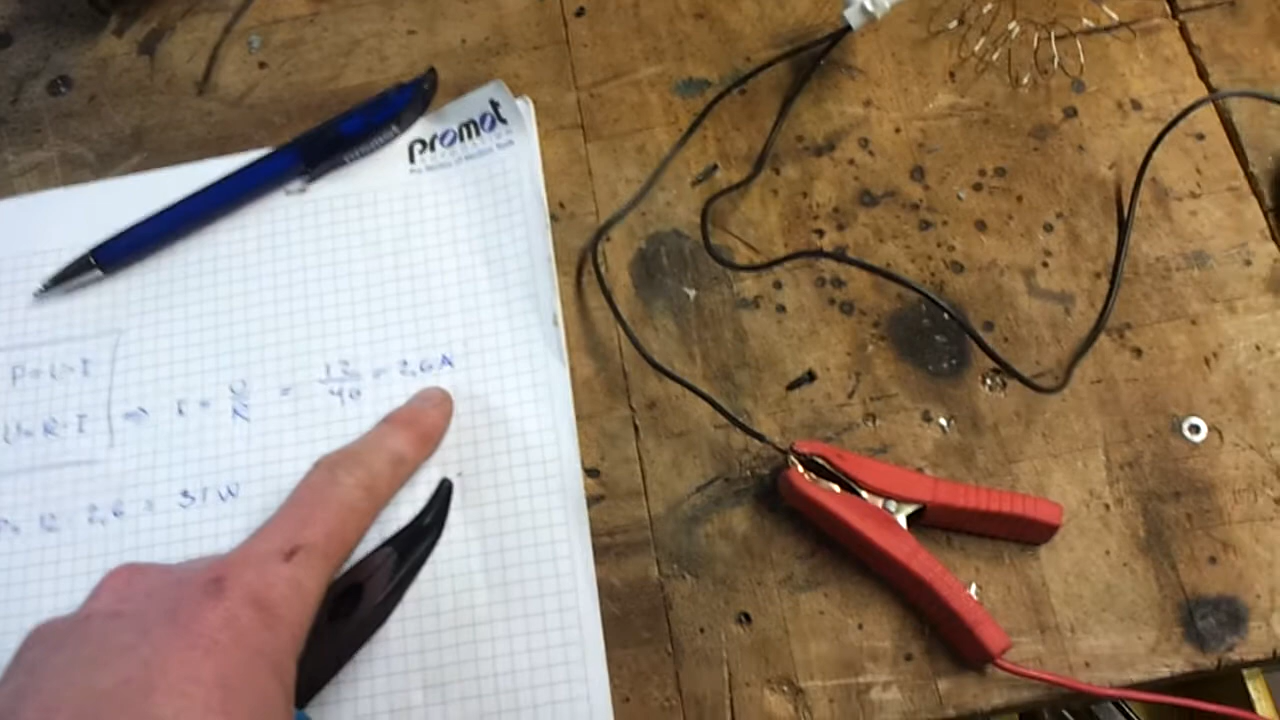 promot
P = U·I
U = R·I ⇒ I = U/R = 12/40 = 2,6A
P = 12 · 2,6 = 31W